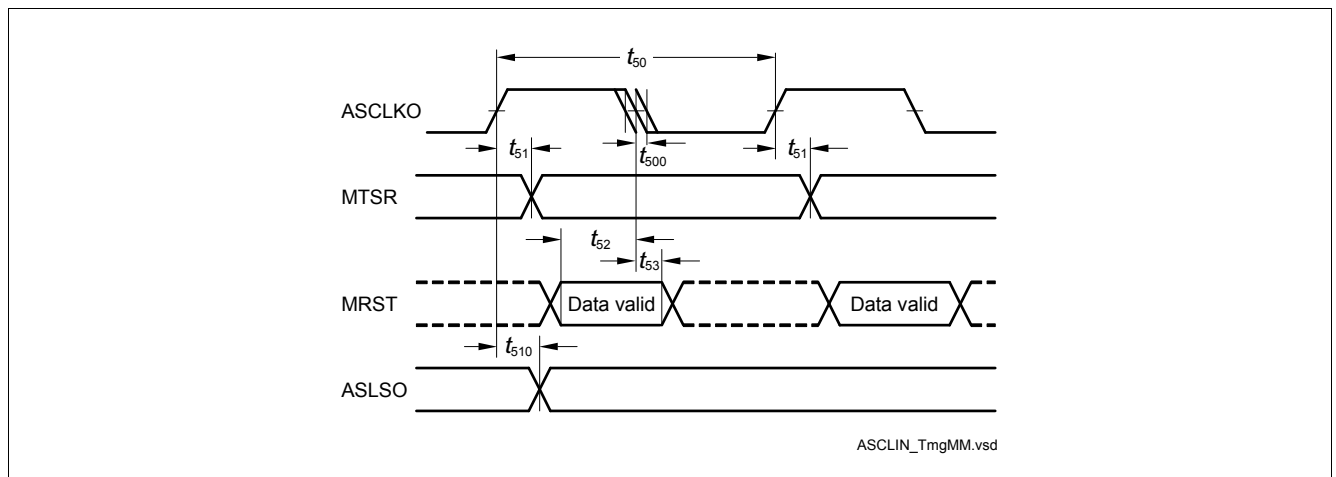 t50
ASCLKO
t51
t500
t51
MTSR
t52
t53
MRST
Data valid
Data valid
t510
ASLSO
ASCLIN_TmgMM.vsd